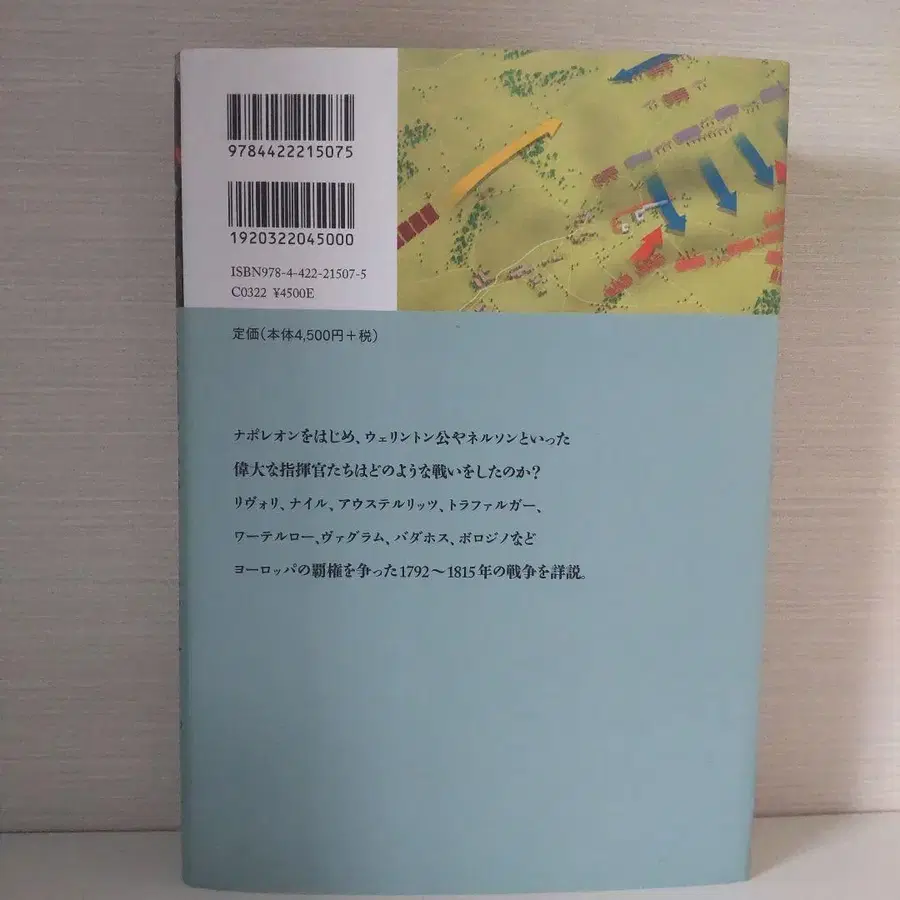 9784422215075
1920322045000
ISBN978-4-422-21507-5
C0322 ¥4500E
定価(本体4,500円+税)
ナポレオンをはじめ、ウェリントン公やネルソンといった
偉大な指揮官たちはどのような戦いをしたのか?
リヴォリ、ナイル、アウステルリッツ、トラファルガー、
ワーテルロー、ヴァグラム、バダホス、ボロジノなど
ヨーロッパの覇権を争った1792〜1815年の戦争を詳説。